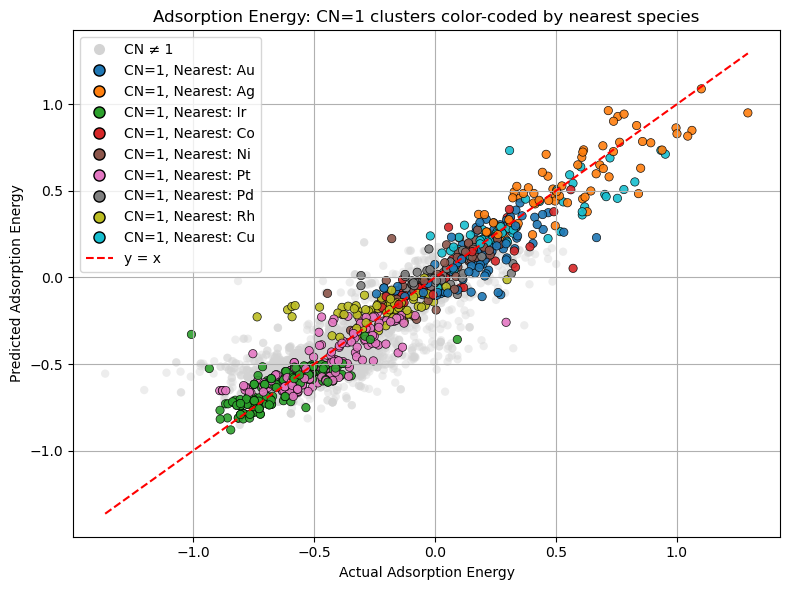 Adsorption Energy: CN=1 clusters color-coded by nearest species
CN ≠ 1
CN=1, Nearest: Au
CN=1, Nearest: Ag
CN=1, Nearest: Ir
CN=1, Nearest: Co
CN=1, Nearest: Ni
CN=1, Nearest: Pt
CN=1, Nearest: Pd
CN=1, Nearest: Rh
CN=1, Nearest: Cu
y = x
Predicted Adsorption Energy
1.0
0.5
0.0
−0.5
−1.0
−1.0
−0.5
0.0
0.5
1.0
Actual Adsorption Energy